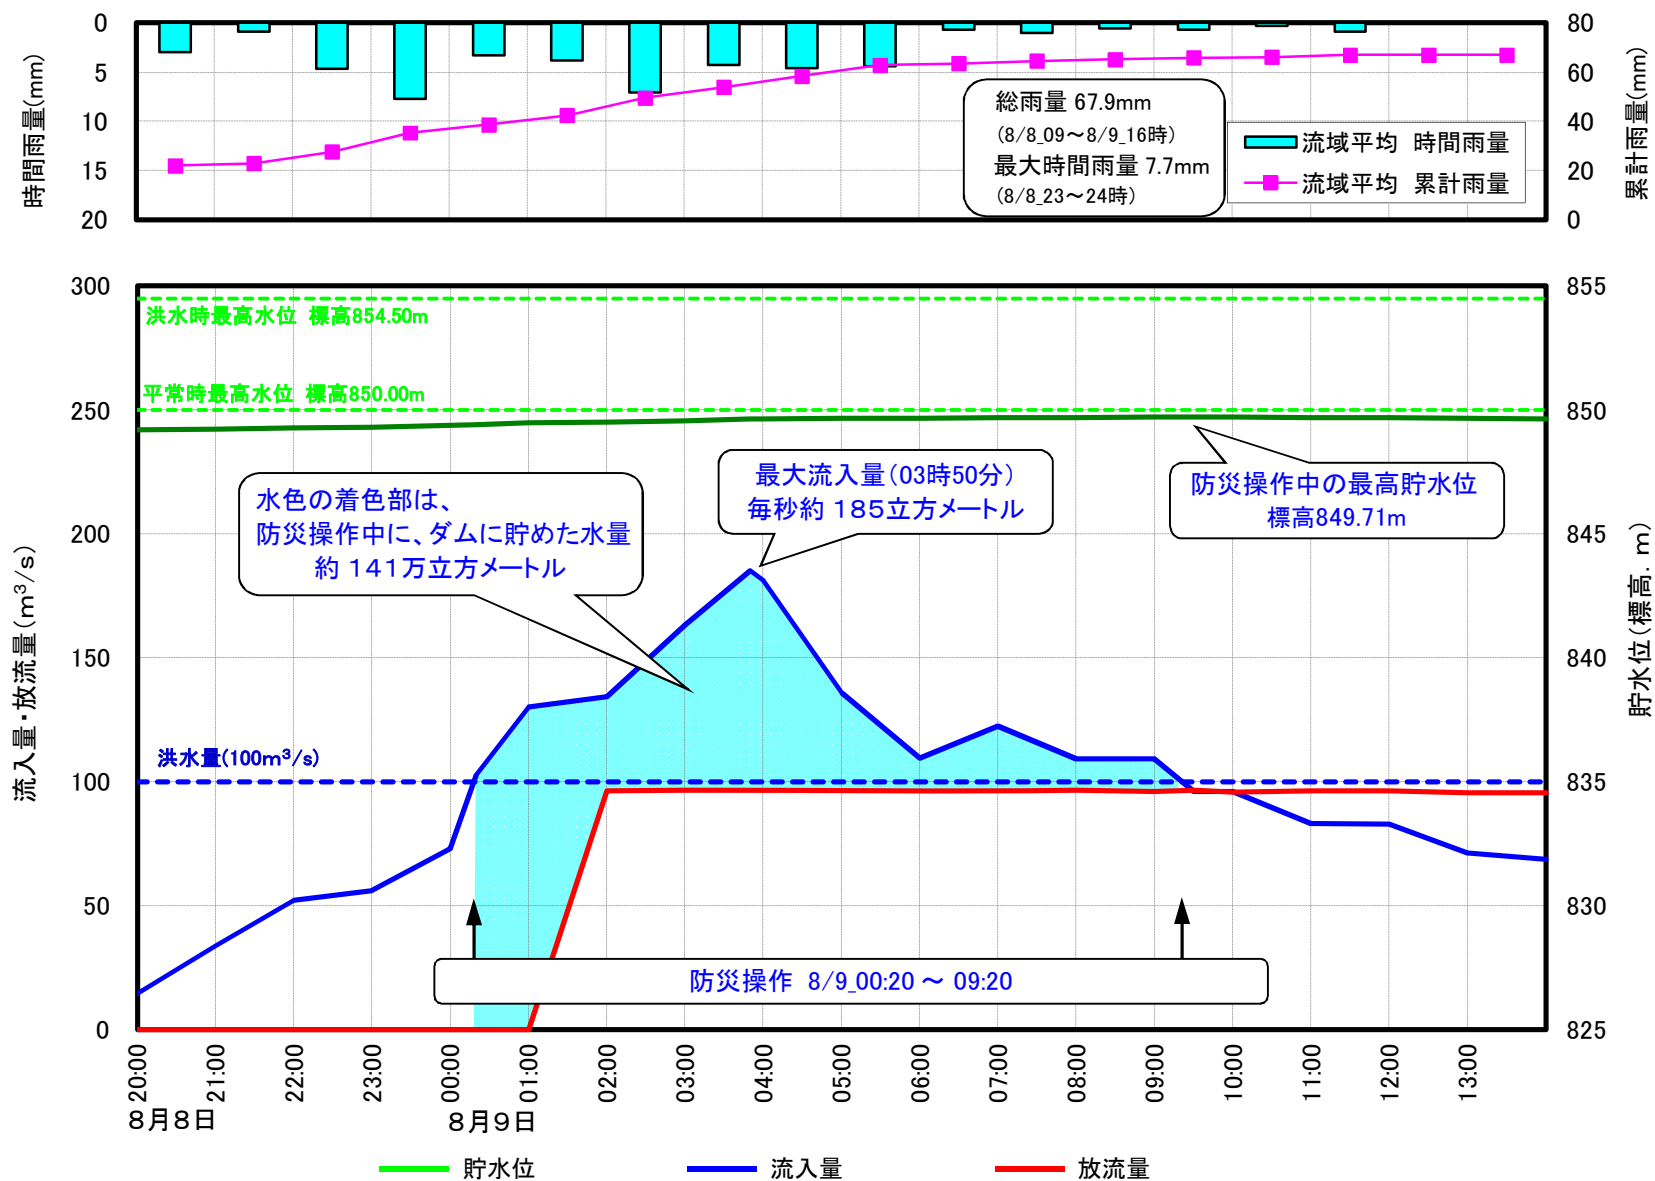 時間雨量(mm)
0
5
10
15
20
80
60
40
20
0
累計雨量(mm)
総雨量 67.9mm
(8/8_09～8/9_16時)
最大時間雨量 7.7mm
(8/8_23～24時)
流域平均 時間雨量
流域平均 累計雨量
流入量・放流量(m³/s)
300
250
200
150
100
50
0
855
850
845
840
835
830
825
貯水位(標高. m)
洪水時最高水位 標高854.50m
平常時最高水位 標高850.00m
水色の着色部は、
防災操作中に、ダムに貯めた水量
約 141万立方メートル
最大流入量(03時50分)
毎秒約 185立方メートル
防災操作中の最高貯水位
標高849.71m
洪水量(100m³/s)
防災操作 8/9_00:20 ～ 09:20
20:00
21:00
22:00
23:00
00:00
01:00
02:00
03:00
04:00
05:00
06:00
07:00
08:00
09:00
10:00
11:00
12:00
13:00
8月8日
8月9日
貯水位
流入量
放流量